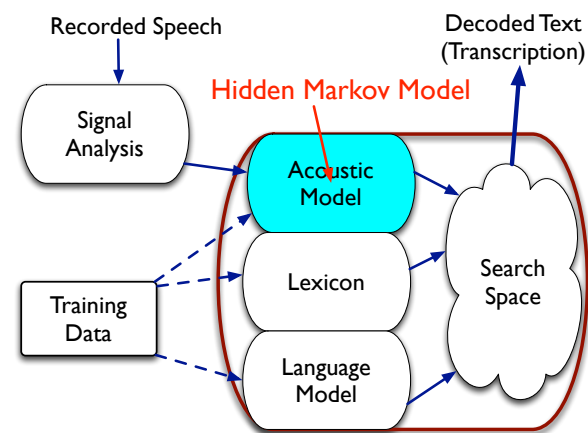 Recorded Speech
Decoded Text
(Transcription)
Hidden Markov Model
Signal
Analysis
Acoustic
Model
Lexicon
Search
Space
Training
Data
Language
Model